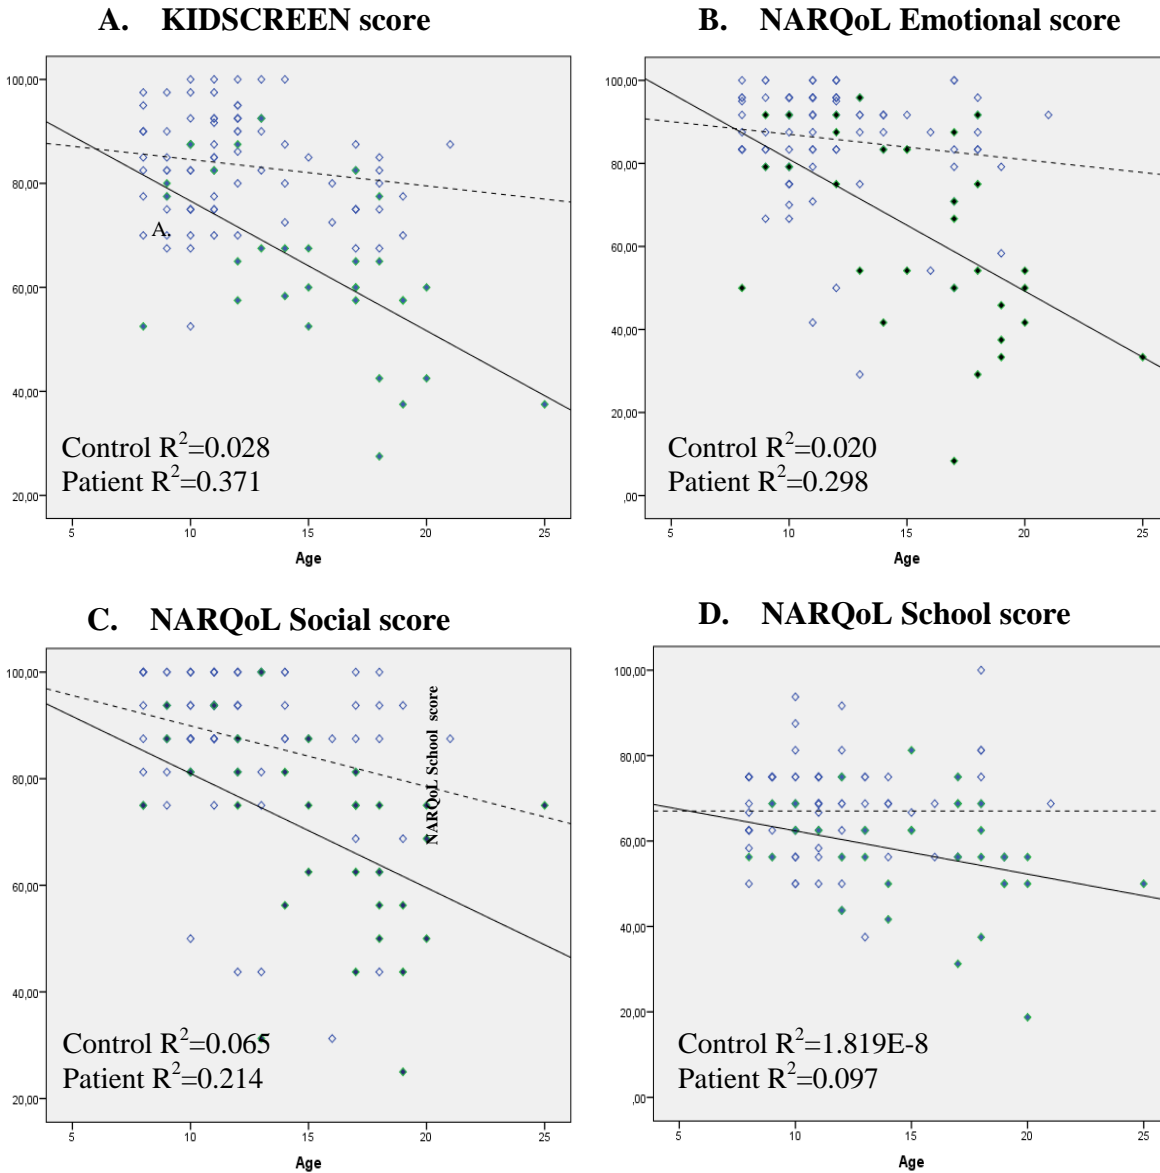 A. KIDSCREEN score
100,00
80,00
60,00
40,00
20,00
A.
Control R²=0.028
Patient R²=0.371
5 10 15 20 25
Age
B. NARQoL Emotional score
100,00
80,00
60,00
40,00
20,00
,00
Control R²=0.020
Patient R²=0.298
5 10 15 20 25
Age
C. NARQoL Social score
100,00
80,00
60,00
40,00
20,00
NARQoL School score
Control R²=0.065
Patient R²=0.214
5 10 15 20 25
Age
D. NARQoL School score
100,00
80,00
60,00
40,00
20,00
,00
Control R²=1.819E-8
Patient R²=0.097
5 10 15 20 25
Age